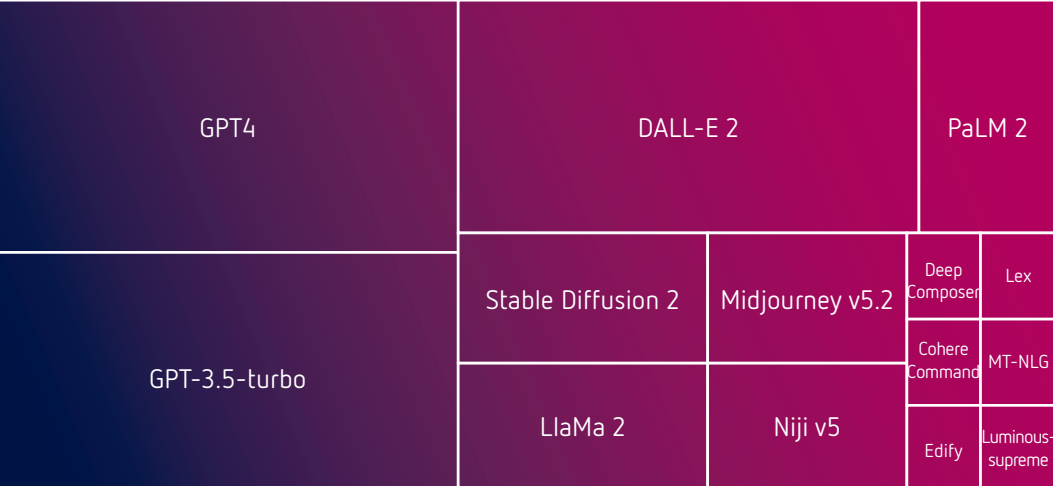 GPT4
DALL-E 2
PaLM 2
GPT-3.5-turbo
Stable Diffusion 2
Midjourney v5.2
Deep
Composer
Lex
LlaMa 2
Niji v5
Cohere
Command
MT-NLG
Edify
Luminous-
supreme